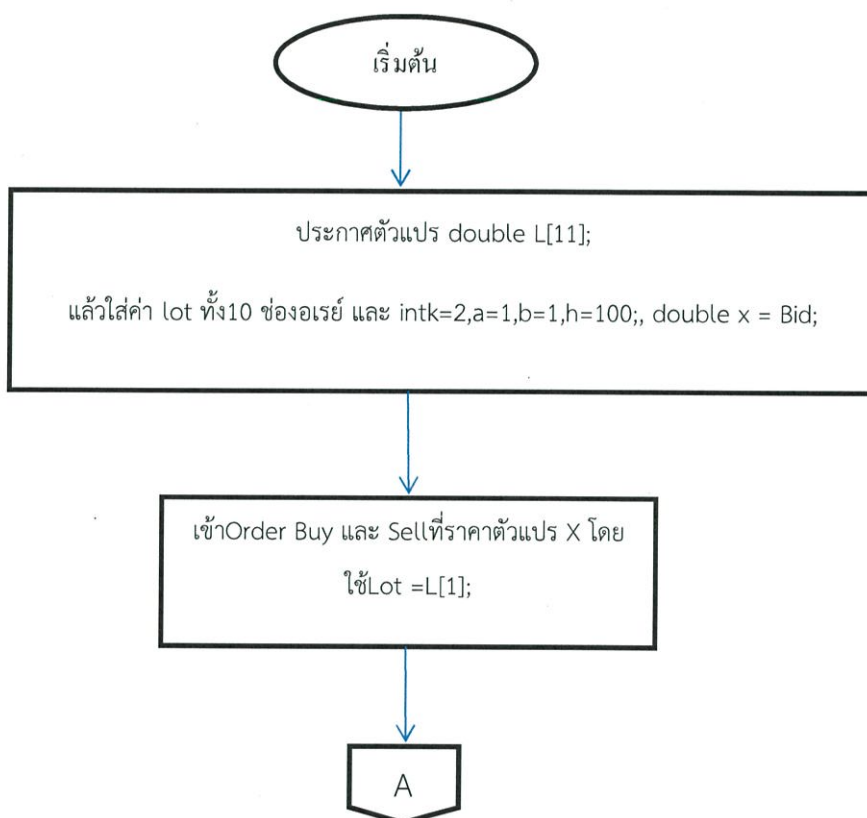 เริ่มต้น
ประกาศตัวแปร double L[11];
แล้วใส่ค่า lot ทั้ง10 ช่องอเรย์ และ intk=2,a=1,b=1,h=100;, double x = Bid;
เข้าOrder Buy และ Sellที่ราคาตัวแปร X โดย
ใช้Lot =L[1];
A